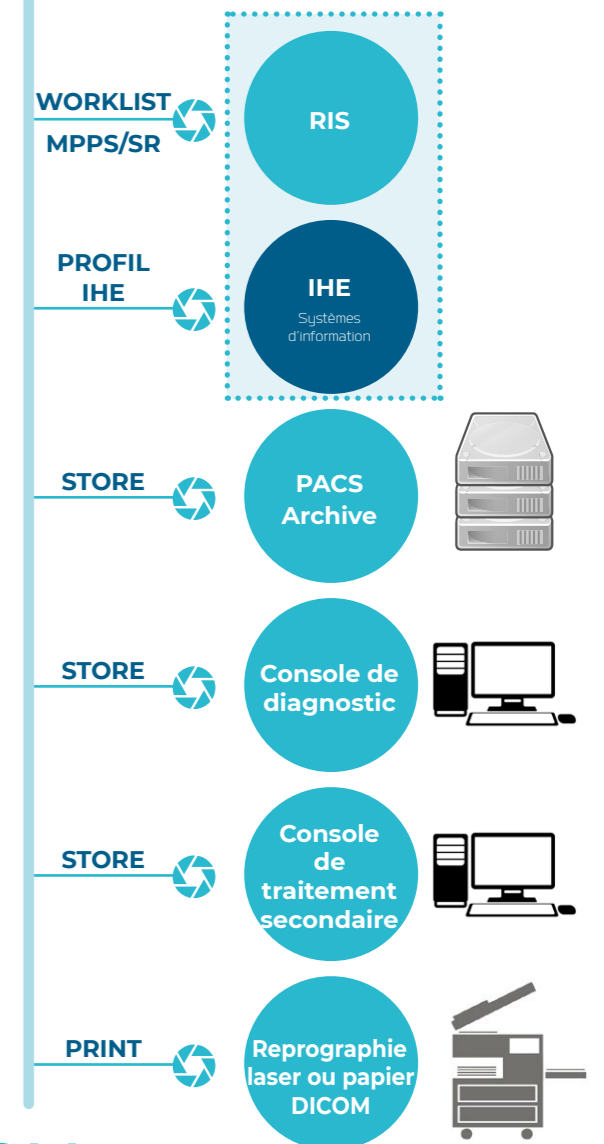 WORKLIST
MPPS/SR
RIS
PROFIL
IHE
IHE
Systèmes
d'information
STORE
PACS
Archive
STORE
Console de
diagnostic
STORE
Console
de
traitement
secondaire
PRINT
Reprographie
laser ou papier
DICOM